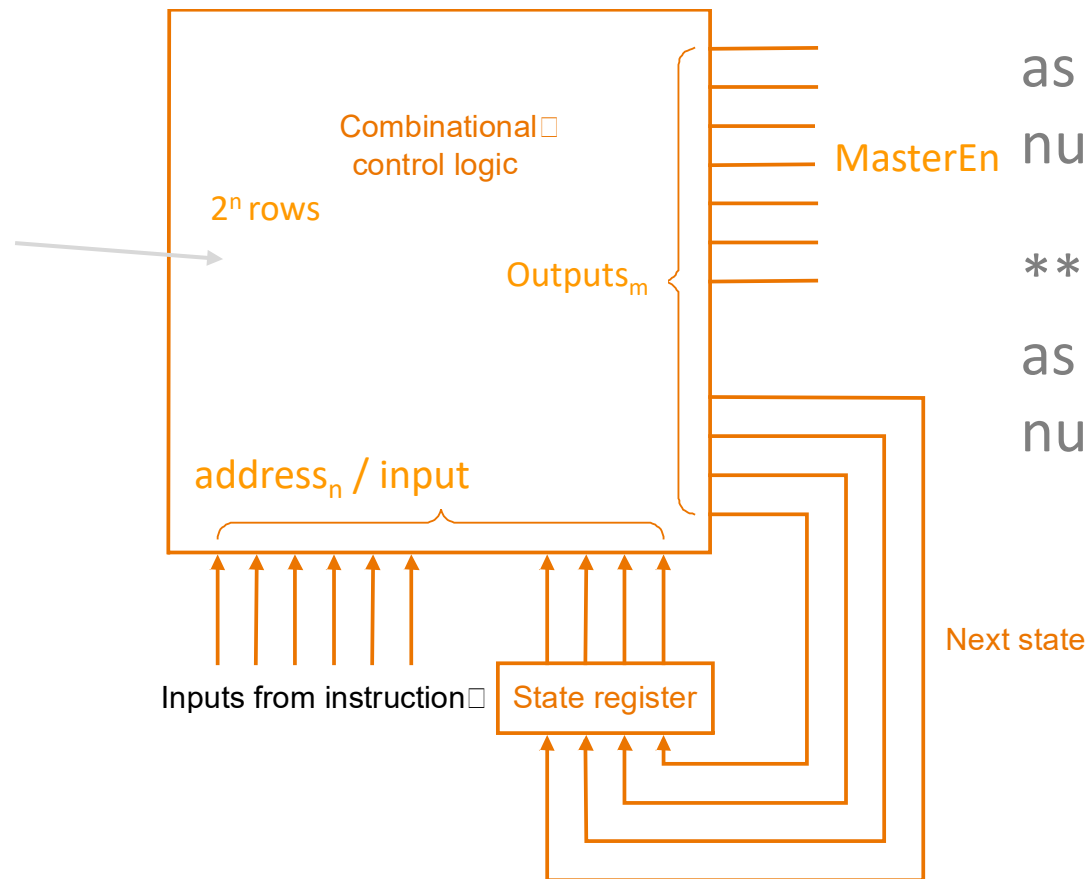 as
Combinational□
control logic
nu
MasterEn
2ⁿ rows
**
Outputsₘ
as
nu
addressₙ / input
Next state
Inputs from instruction□
State register